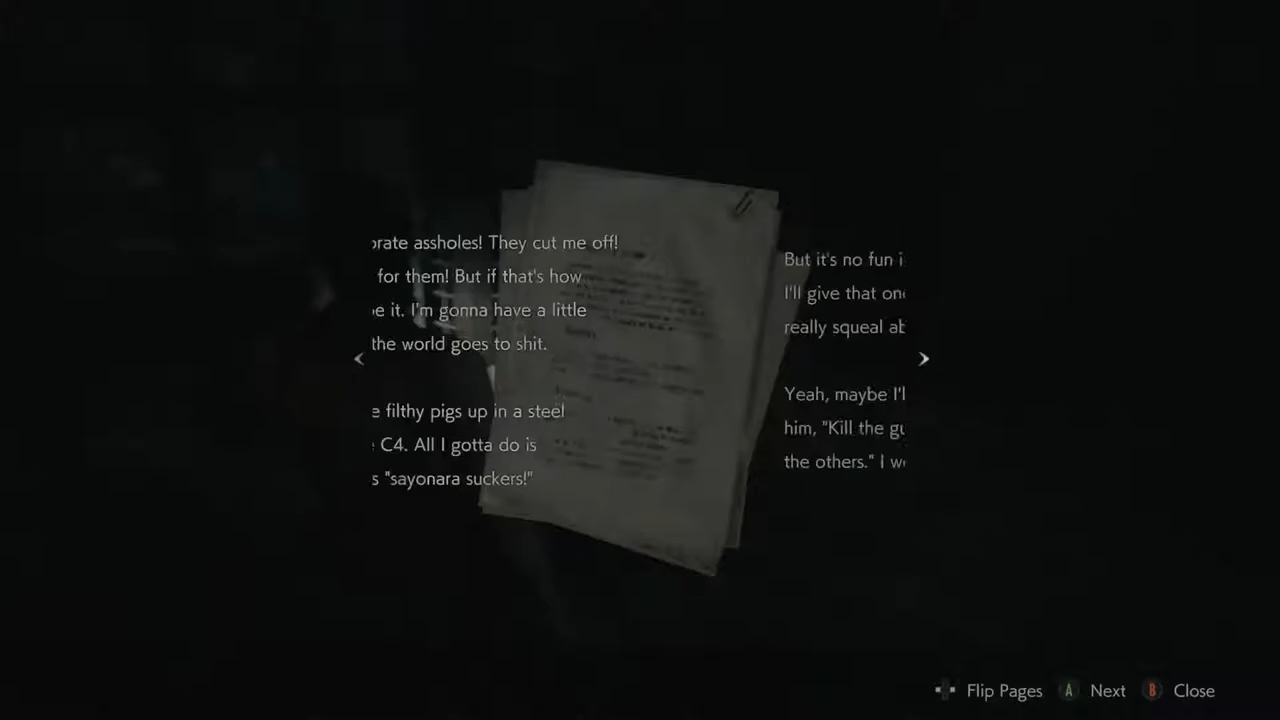 orate assholes! They cut me off!
for them! But if that's how
e it. I'm gonna have a little
the world goes to shit.
e filthy pigs up in a steel
C4. All I gotta do is
s "sayonara suckers!"
But it's no fun i
I'll give that on
really squeal ab
Yeah, maybe I'l
him, "Kill the gu
the others." I w
Flip Pages A Next B Close